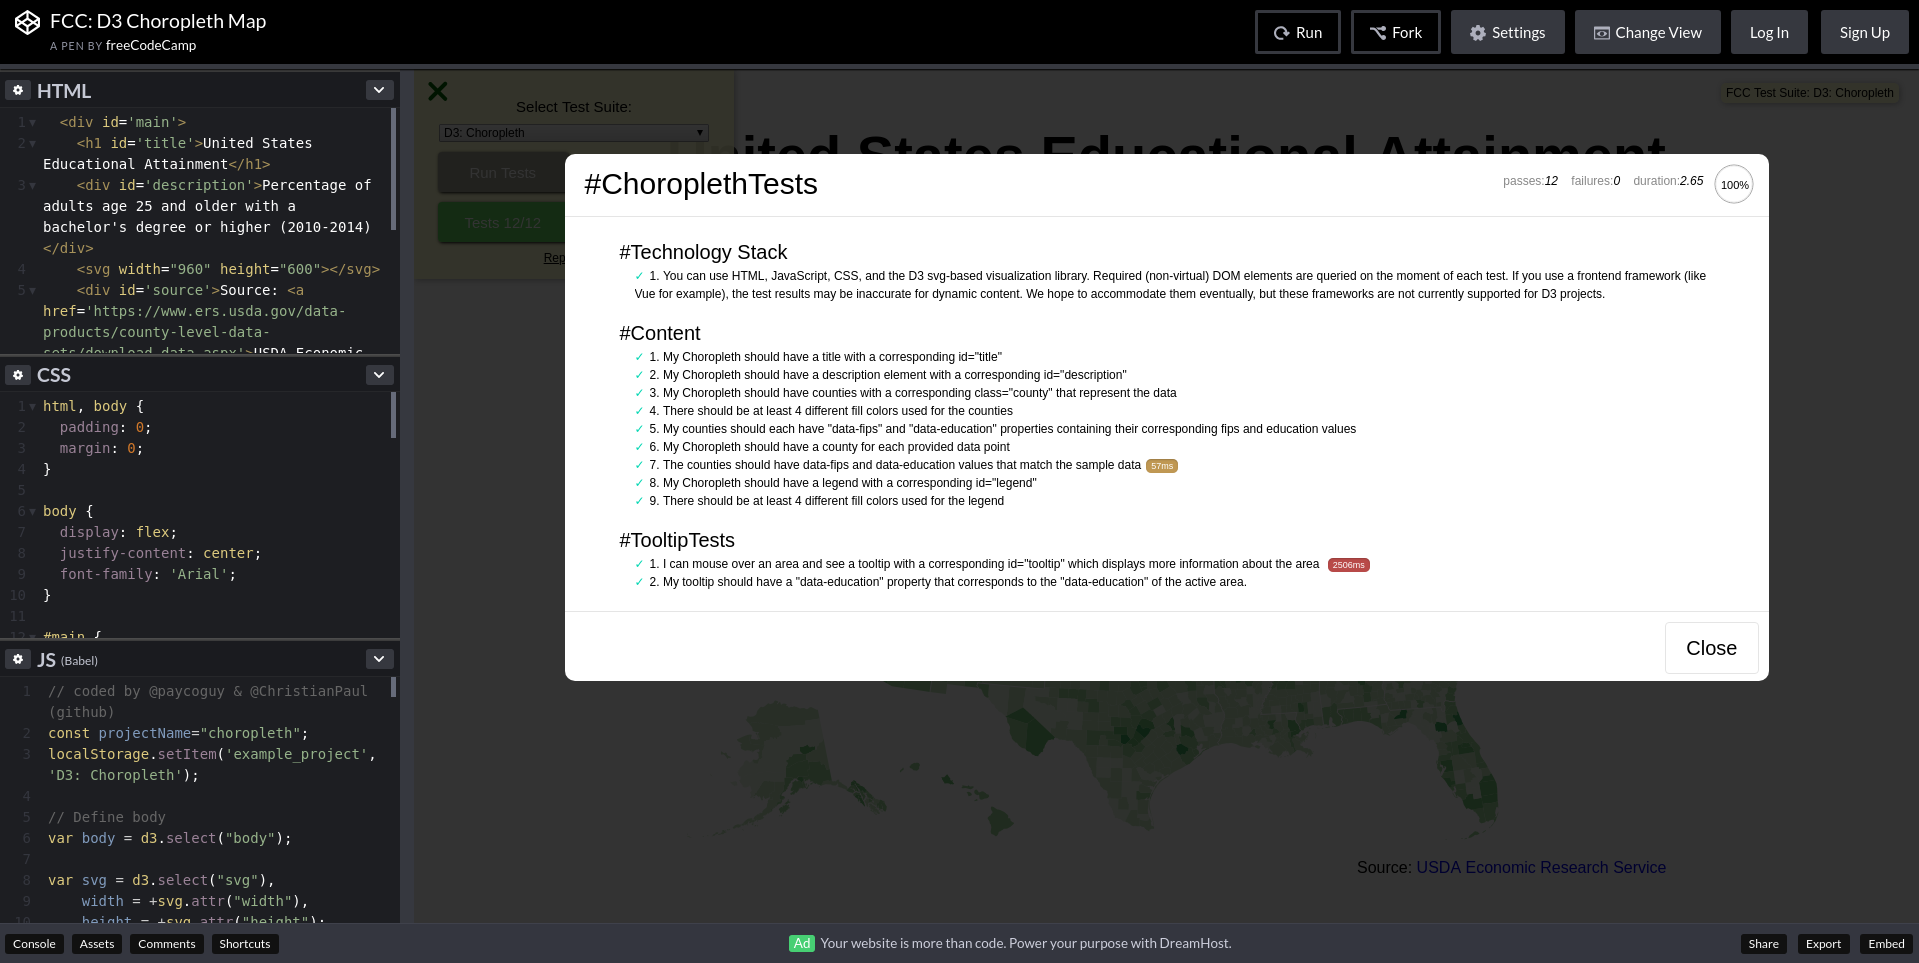 FCC: D3 Choropleth Map
A PEN BY freeCodeCamp
Run
Fork
Settings
Change View
Log In
Sign Up
HTML
1 <div id='main'>
2 <h1 id='title'>United States
Educational Attainment</h1>
3 <div id='description'>Percentage of
adults age 25 and older with a
bachelor's degree or higher (2010-2014)
</div>
4 <svg width="960" height="600"></svg>
5 <div id='source'>Source: <a
href='https://www.ers.usda.gov/data-
products/county-level-data-
sets/download-data.aspx'>USDA Economic
CSS
1 html, body {
2 padding: 0;
3 margin: 0;
4 }
5
6 body {
7 display: flex;
8 justify-content: center;
9 font-family: 'Arial';
10 }
11
12 #main {
JS (Babel)
1 // coded by @paycoguy & @ChristianPaul
(github)
2 const projectName="choropleth";
3 localStorage.setItem('example_project',
'D3: Choropleth');
4
5 // Define body
6 var body = d3.select("body");
7
8 var svg = d3.select("svg"),
9 width = +svg.attr("width"),
10 height = +svg.attr("height");
Select Test Suite:
D3: Choropleth
Run Tests
Tests 12/12
Rep
FCC Test Suite: D3: Choropleth
United States Educational Attainment
#ChoroplethTests
passes:12 failures:0 duration:2.65 100%
#Technology Stack
✓ 1. You can use HTML, JavaScript, CSS, and the D3 svg-based visualization library. Required (non-virtual) DOM elements are queried on the moment of each test. If you use a frontend framework (like
Vue for example), the test results may be inaccurate for dynamic content. We hope to accommodate them eventually, but these frameworks are not currently supported for D3 projects.
#Content
✓ 1. My Choropleth should have a title with a corresponding id="title"
✓ 2. My Choropleth should have a description element with a corresponding id="description"
✓ 3. My Choropleth should have counties with a corresponding class="county" that represent the data
✓ 4. There should be at least 4 different fill colors used for the counties
✓ 5. My counties should each have "data-fips" and "data-education" properties containing their corresponding fips and education values
✓ 6. My Choropleth should have a county for each provided data point
✓ 7. The counties should have data-fips and data-education values that match the sample data 57ms
✓ 8. My Choropleth should have a legend with a corresponding id="legend"
✓ 9. There should be at least 4 different fill colors used for the legend
#TooltipTests
✓ 1. I can mouse over an area and see a tooltip with a corresponding id="tooltip" which displays more information about the area 2506ms
✓ 2. My tooltip should have a "data-education" property that corresponds to the "data-education" of the active area.
Close
Source: USDA Economic Research Service
Console
Assets
Comments
Shortcuts
Ad Your website is more than code. Power your purpose with DreamHost.
Share
Export
Embed